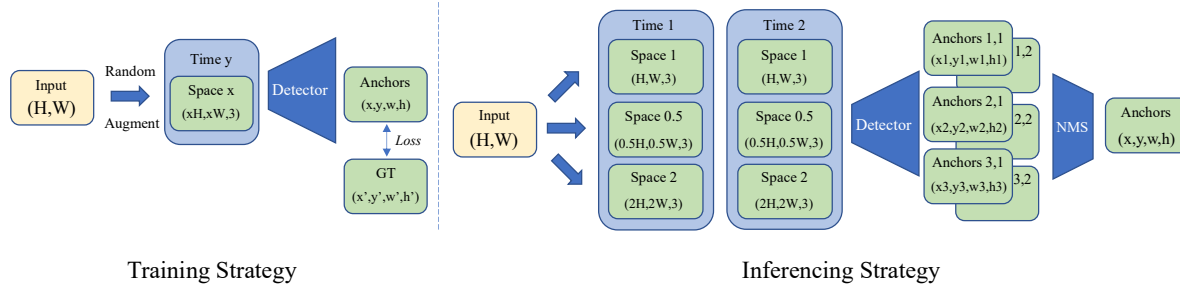 Input
(H,W)
Random
Augment
Time y
Space x
(xH,xW,3)
Detector
Anchors
(x,y,w,h)
Loss
GT
(x',y',w',h')
Training Strategy
Input
(H,W)
Time 1
Space 1
(H,W,3)
Space 0.5
(0.5H,0.5W,3)
Space 2
(2H,2W,3)
Time 2
Space 1
(H,W,3)
Space 0.5
(0.5H,0.5W,3)
Space 2
(2H,2W,3)
Detector
Anchors 1,1
(x1,y1,w1,h1)
1,2
Anchors 2,1
(x2,y2,w2,h2)
2,2
Anchors 3,1
(x3,y3,w3,h3)
3,2
NMS
Anchors
(x,y,w,h)
Inferencing Strategy